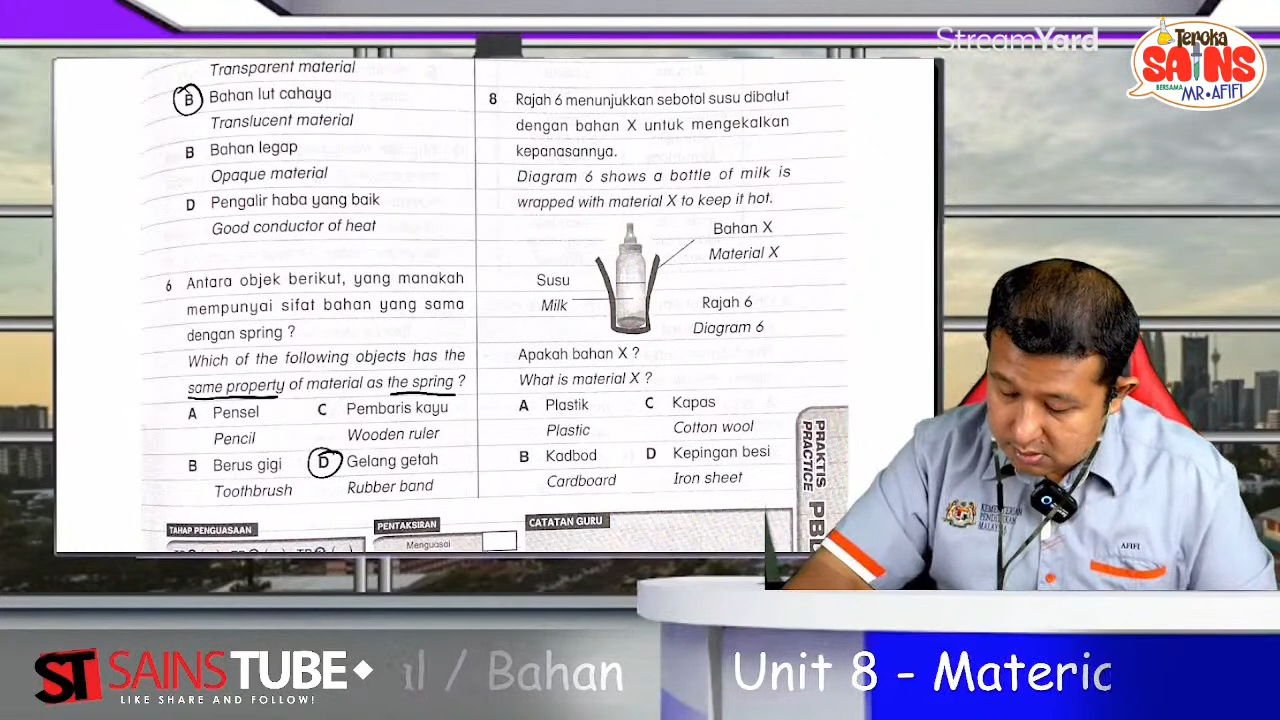 StreamYard
Teroka
SAINS
BERSAMA
MR•AFIFI
Transparent material
B Bahan lut cahaya
Translucent material
B Bahan legap
Opaque material
D Pengalir haba yang baik
Good conductor of heat
6 Antara objek berikut, yang manakah
mempunyai sifat bahan yang sama
dengan spring ?
Which of the following objects has the
same property of material as the spring ?
A Pensel C Pembaris kayu
Pencil Wooden ruler
B Berus gigi D Gelang getah
Toothbrush Rubber band
TAHAP PENGUASAAN
PENTAKSIRAN
Menguasai
8 Rajah 6 menunjukkan sebotol susu dibalut
dengan bahan X untuk mengekalkan
kepanasannya.
Diagram 6 shows a bottle of milk is
wrapped with material X to keep it hot.
Bahan X
Material X
Susu
Milk
Rajah 6
Diagram 6
Apakah bahan X ?
What is material X ?
A Plastik C Kapas
Plastic Cotton wool
B Kadbod D Kepingan besi
Cardboard Iron sheet
CATATAN GURU
PRAKTIS
PRACTICE
KEMENTERIAN
PENDIDIKAN
MALAYSIA
AFIFI
ST SAINSTUBE
LIKE SHARE AND FOLLOW!
al / Bahan
Unit 8 - Materic